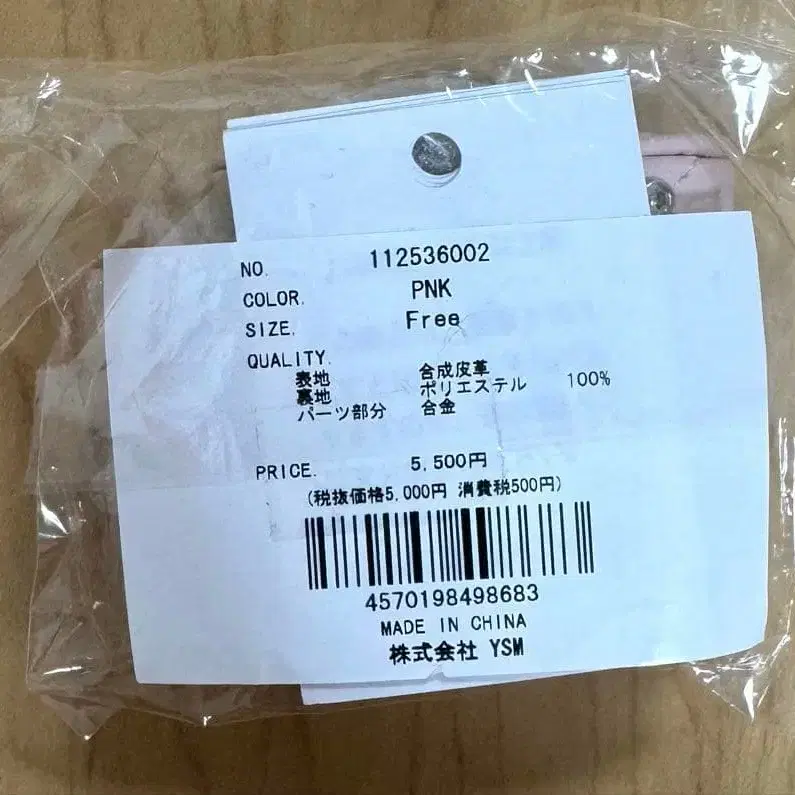 NO. 112536002
COLOR. PNK
SIZE. Free
QUALITY.
表地 合成皮革
裏地 ポリエステル 100%
パーツ部分 合金
PRICE. 5,500円
(税抜価格5,000円 消費税500円)
4570198498683
MADE IN CHINA
株式会社 YSM